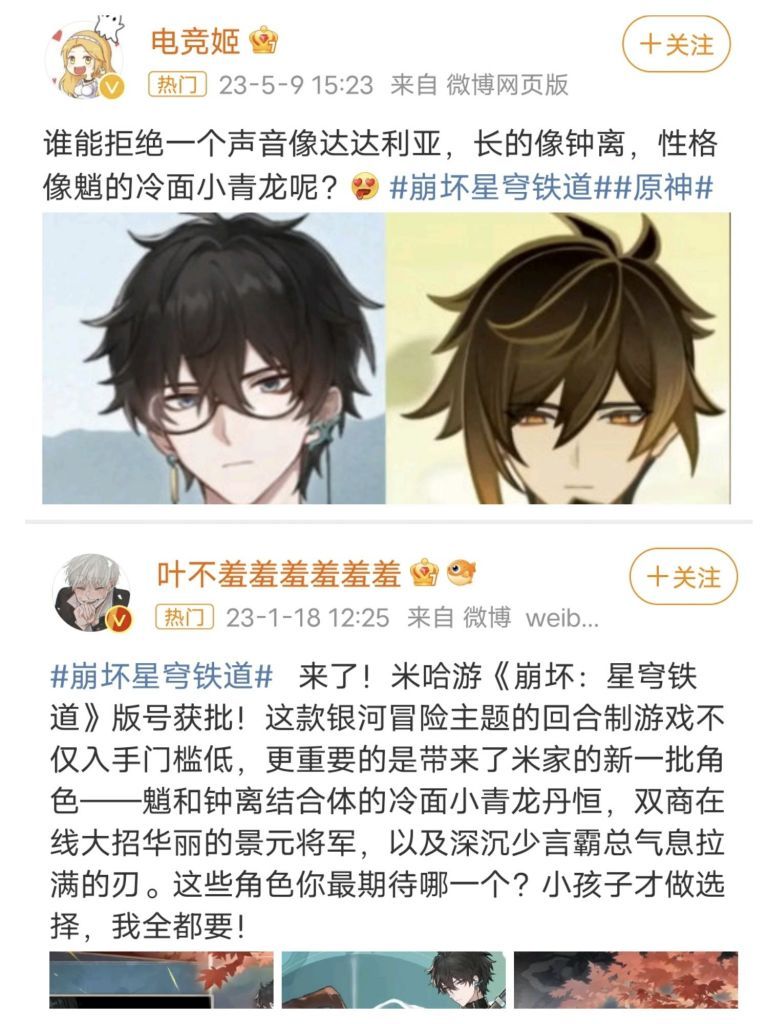 电竞姬
+关注
热门 23-5-9 15:23 来自 微博网页版
谁能拒绝一个声音像达达利亚，长的像钟离，性格
像魈的冷面小青龙呢？#崩坏星穹铁道##原神#
叶不羞羞羞羞羞羞
+关注
热门 23-1-18 12:25 来自 微博 weib...
#崩坏星穹铁道# 来了！米哈游《崩坏：星穹铁
道》版号获批！这款银河冒险主题的回合制游戏不
仅入手门槛低，更重要的是带来了米家的新一批角
色——魈和钟离结合体的冷面小青龙丹恒，双商在
线大招华丽的景元将军，以及深沉少言霸总气息拉
满的刃。这些角色你最期待哪一个？小孩子才做选
择，我全都要！